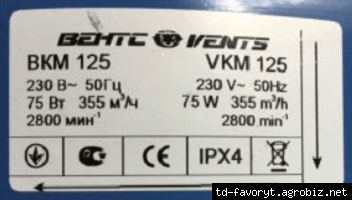 ВЕНТС VENTS
ВКМ 125 VKM 125
230 В~ 50Гц 230 V~ 50Hz
75 Вт 355 м³/ч 75 W 355 m³/h
2800 мин⁻¹ 2800 min⁻¹
CE IPX4
td-favoryt.agrobiz.net